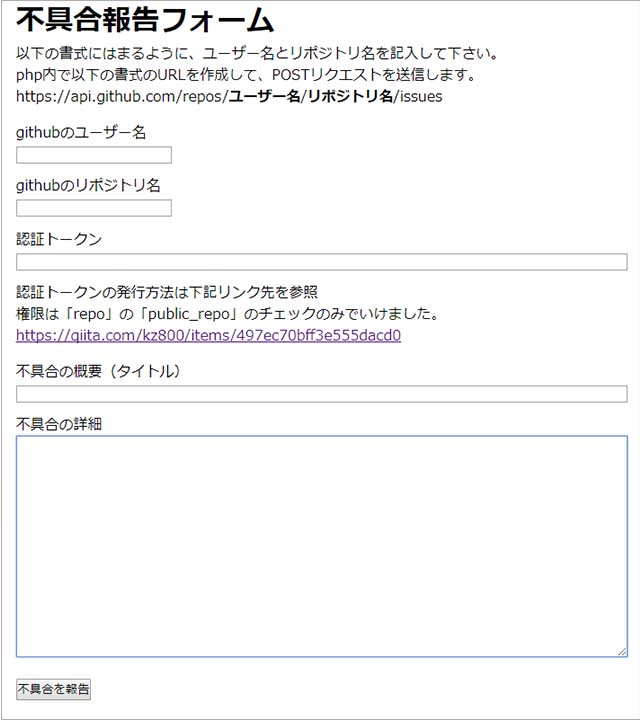 不具合報告フォーム
以下の書式にはまるように、ユーザー名とリポジトリ名を記入して下さい。
php内で以下の書式のURLを作成して、POSTリクエストを送信します。
https://api.github.com/repos/ユーザー名/リポジトリ名/issues
githubのユーザー名
githubのリポジトリ名
認証トークン
認証トークンの発行方法は下記リンク先を参照
権限は「repo」の「public_repo」のチェックのみでいけました。
https://qiita.com/kz800/items/497ec70bff3e555dacd0
不具合の概要（タイトル）
不具合の詳細
不具合を報告